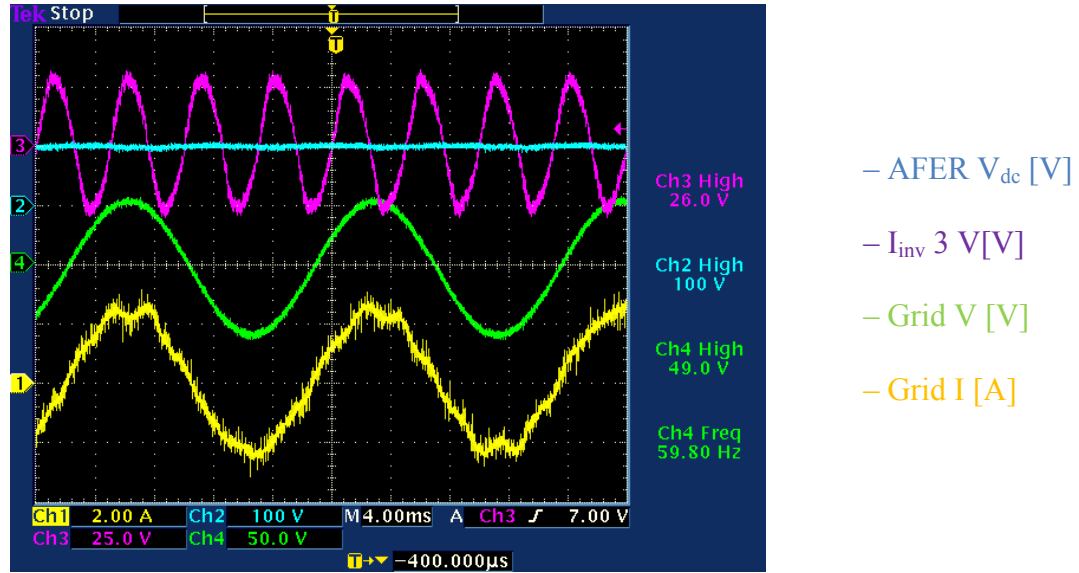 Tek Stop
T
T
3
2
4
1
Ch3 High
26.0 V
Ch2 High
100 V
Ch4 High
49.0 V
Ch4 Freq
59.80 Hz
Ch1 2.00 A Ch2 100 V M 4.00ms A Ch3 ʃ 7.00 V
Ch3 25.0 V Ch4 50.0 V
T→▼ −400.000µs
– AFER Vdc [V]
– Iinv 3 V[V]
– Grid V [V]
– Grid I [A]